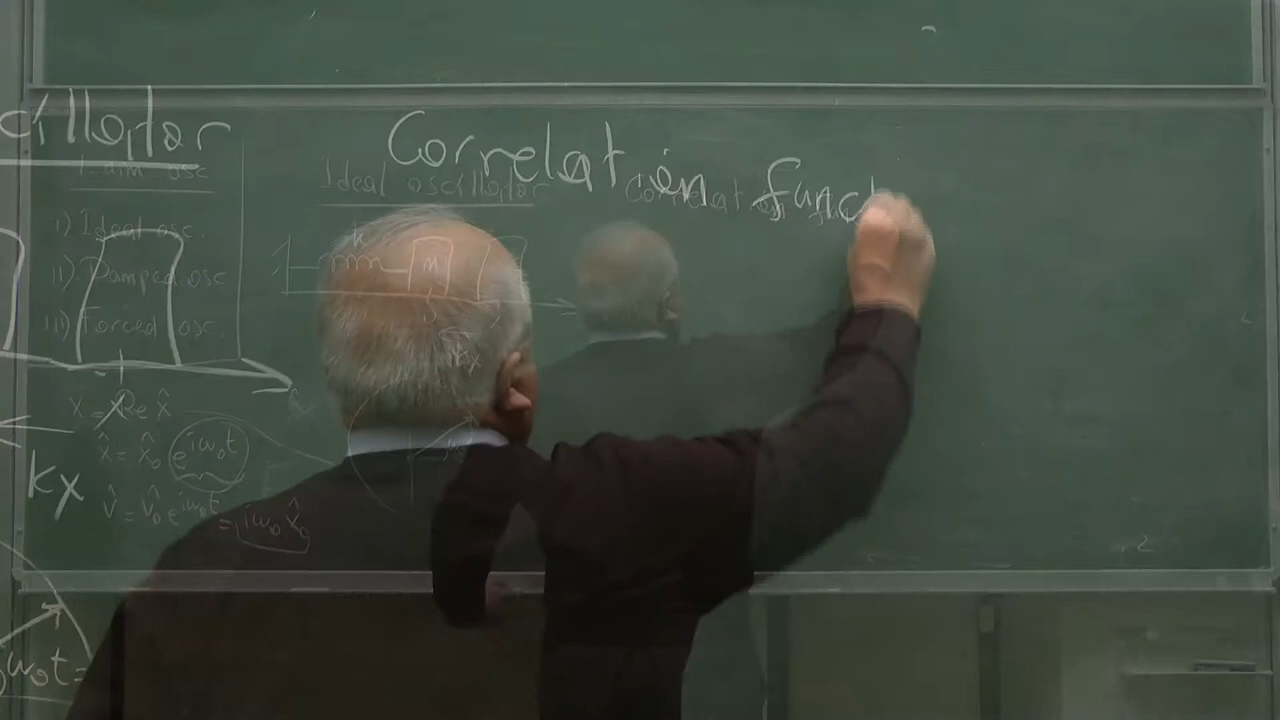 cillator
Correlation funct
1-dim osc
i) Ideal osc.
ii) Damped osc
iii) Forced osc.
Ideal oscillator
k
m
x = Re x̂
x̂ = x̂₀ e^{iω₀t}
v̂ = v̂₀ e^{iω₀t}
= iω₀ x̂₀
kx
ω₀t =